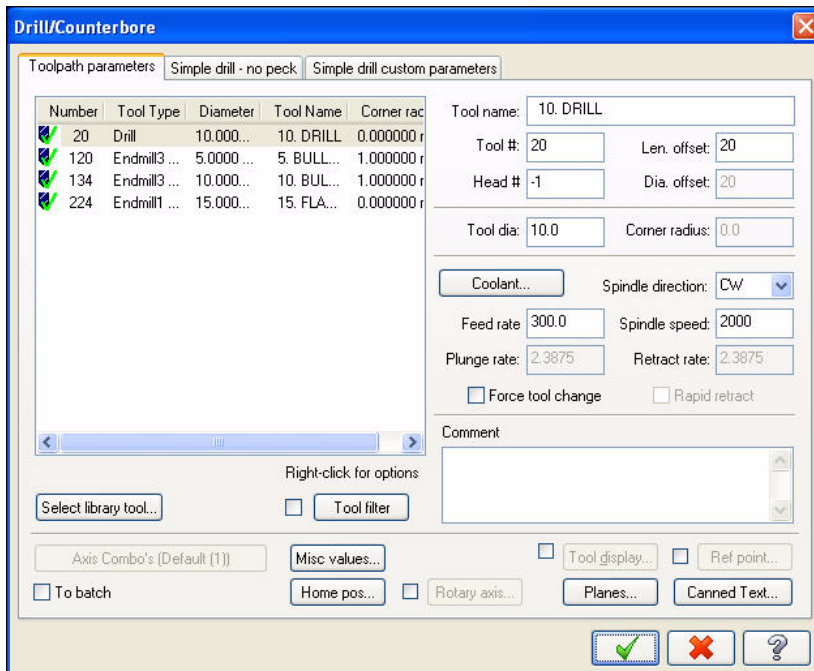 Drill/Counterbore
Toolpath parameters Simple drill - no peck Simple drill custom parameters
Number Tool Type Diameter Tool Name Corner rac
20 Drill 10.000... 10. DRILL 0.000000 r
120 Endmill3 ... 5.0000 ... 5. BULL... 1.000000 r
134 Endmill3 ... 10.000... 10. BUL... 1.000000 r
224 Endmill1 ... 15.000... 15. FLA... 0.000000 r
Right-click for options
Select library tool... Tool filter
Tool name: 10. DRILL
Tool #: 20 Len. offset: 20
Head # -1 Dia. offset: 20
Tool dia: 10.0 Corner radius: 0.0
Coolant... Spindle direction: CW
Feed rate 300.0 Spindle speed: 2000
Plunge rate: 2.3875 Retract rate: 2.3875
Force tool change Rapid retract
Comment
Axis Combo's (Default (1)) Misc values... Tool display... Ref point...
To batch Home pos... Rotary axis... Planes... Canned Text...